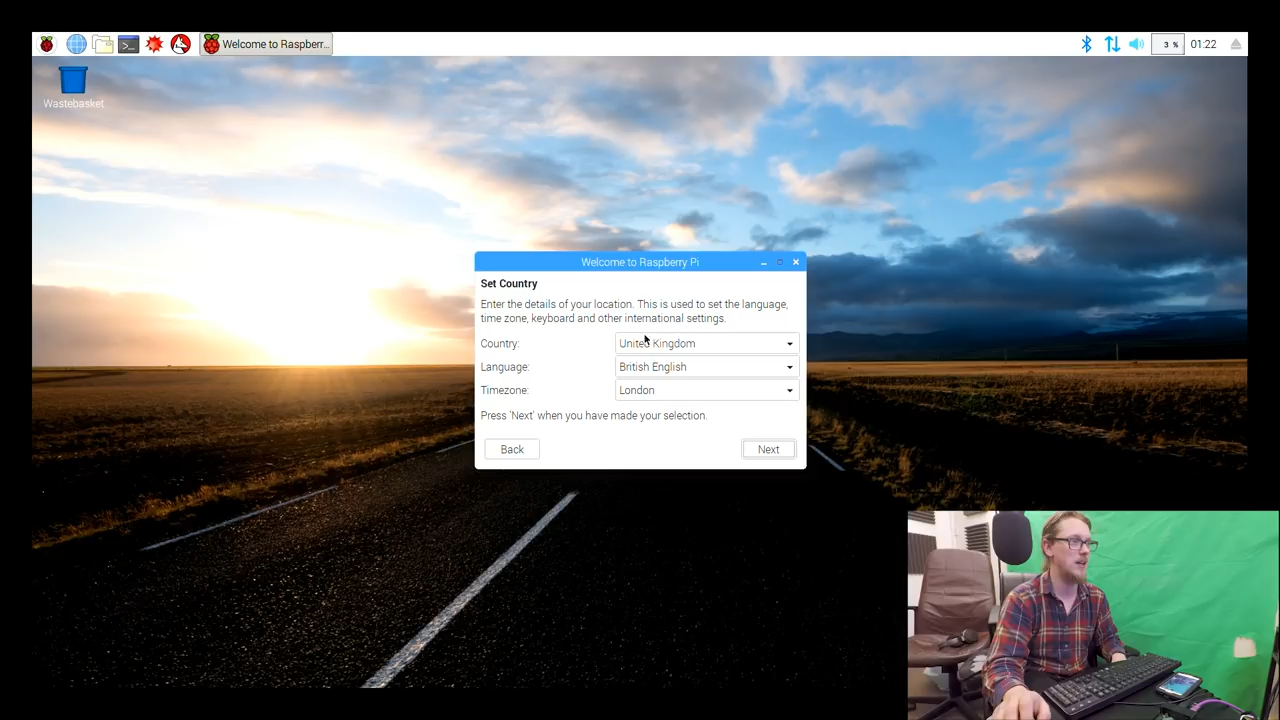 Welcome to Raspberr...
3 %
01:22
Wastebasket
Welcome to Raspberry Pi
Set Country
Enter the details of your location. This is used to set the language,
time zone, keyboard and other international settings.
Country:
United Kingdom
Language:
British English
Timezone:
London
Press 'Next' when you have made your selection.
Back
Next